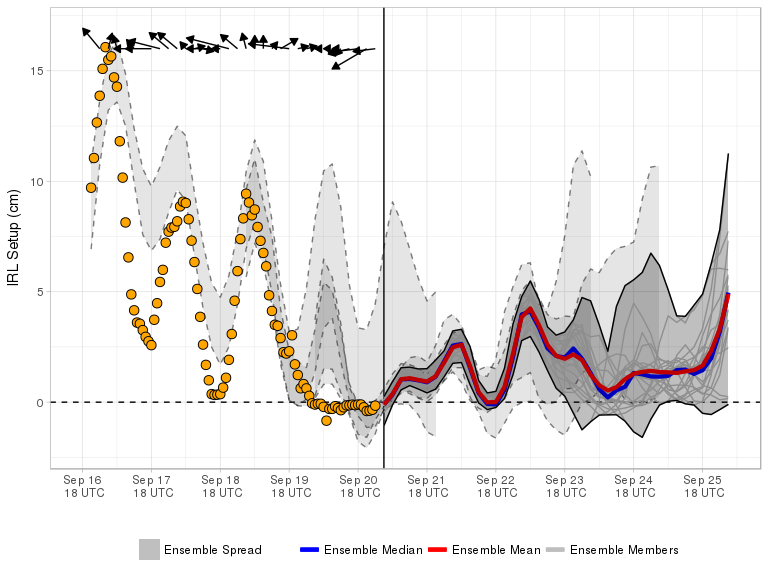 IRL Setup (cm)
15
10
5
0
Sep 16 Sep 17 Sep 18 Sep 19 Sep 20 Sep 21 Sep 22 Sep 23 Sep 24 Sep 25
18 UTC 18 UTC 18 UTC 18 UTC 18 UTC 18 UTC 18 UTC 18 UTC 18 UTC 18 UTC
Ensemble Spread Ensemble Median Ensemble Mean Ensemble Members